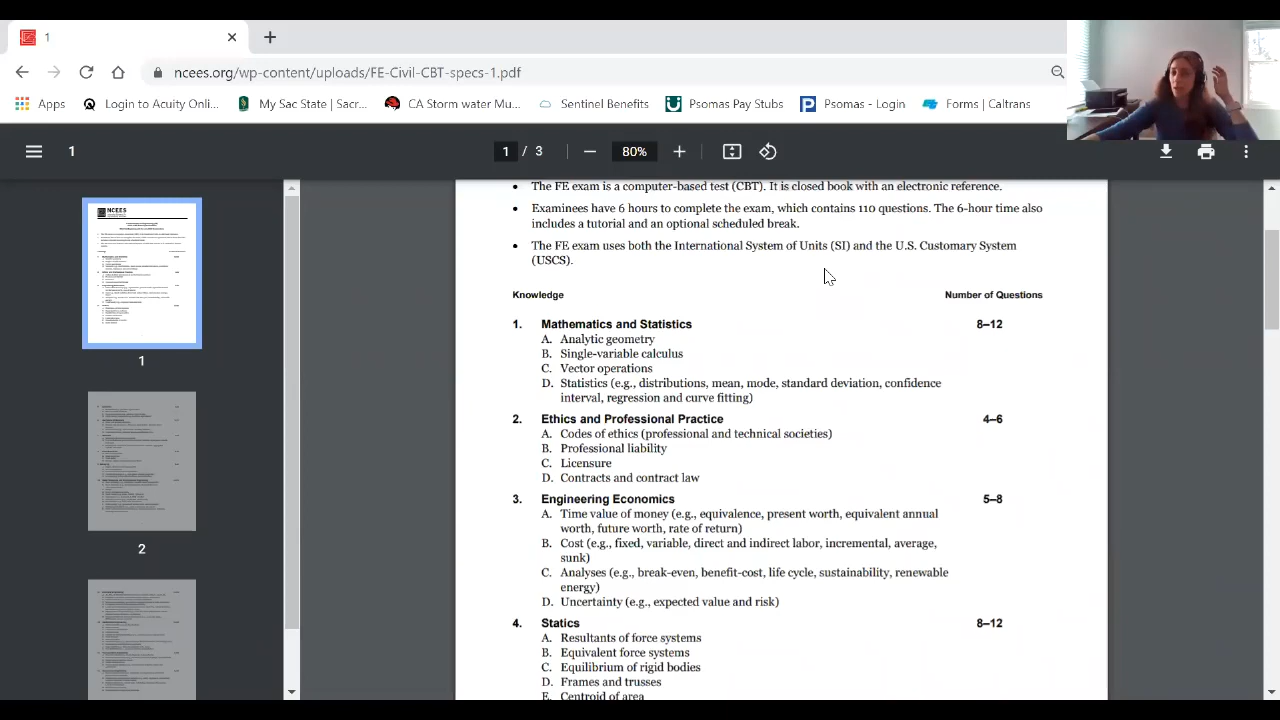 1
ncees.org/wp-content/uploads/FE-Civil-CBT-specs-1.pdf
Apps Login to Acuity Onli... My Sac State | Sacr... CA Stormwater Mu... Sentinel Benefits Psomas Pay Stubs Psomas - Login Forms | Caltrans
1 1 / 3 80%
NCEES
1
2
The FE exam is a computer-based test (CBT). It is closed book with an electronic reference.
Examinees have 6 hours to complete the exam, which contains 110 questions. The 6-hour time also
includes a tutorial and an optional scheduled break.
The FE exam uses both the International System of Units (SI) and the U.S. Customary System
(USCS).
Knowledge Number of Questions
1. Mathematics and Statistics 8–12
A. Analytic geometry
B. Single-variable calculus
C. Vector operations
D. Statistics (e.g., distributions, mean, mode, standard deviation, confidence
interval, regression and curve fitting)
2. and Professional Practice 4–6
A. Codes of ethics (professional and technical societies)
Professional liability
Licensure
Contracts and contract law
3. Engineering Economics 5–8
A. Time value of money (e.g., equivalence, present worth, equivalent annual
worth, future worth, rate of return)
B. Cost (e.g., fixed, variable, direct and indirect labor, incremental, average,
sunk)
C. Analyses (e.g., break-even, benefit-cost, life cycle, sustainability, renewable
energy)
Uncertainty (e.g., expected value and risk)
4. 8–12
Resultants of force systems
Equivalent force systems
Equilibrium of rigid bodies
Frames and trusses
Centroid of area